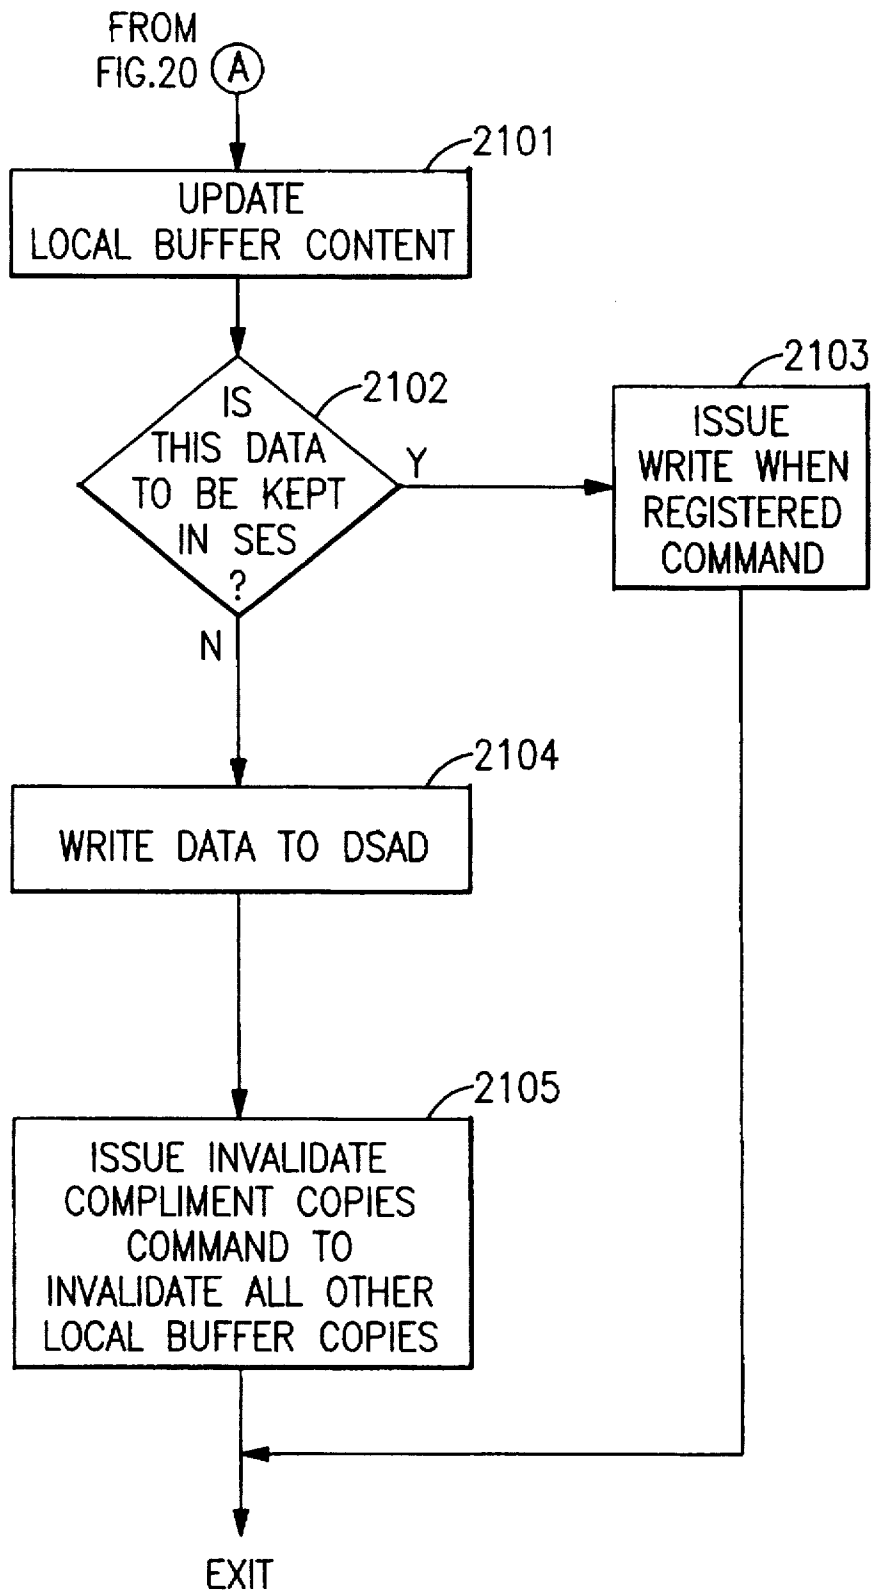 FROM
FIG.20 A
2101
UPDATE
LOCAL BUFFER CONTENT
2102
IS
THIS DATA
TO BE KEPT
IN SES
?
Y
N
2103
ISSUE
WRITE WHEN
REGISTERED
COMMAND
2104
WRITE DATA TO DSAD
2105
ISSUE INVALIDATE
COMPLIMENT COPIES
COMMAND TO
INVALIDATE ALL OTHER
LOCAL BUFFER COPIES
EXIT